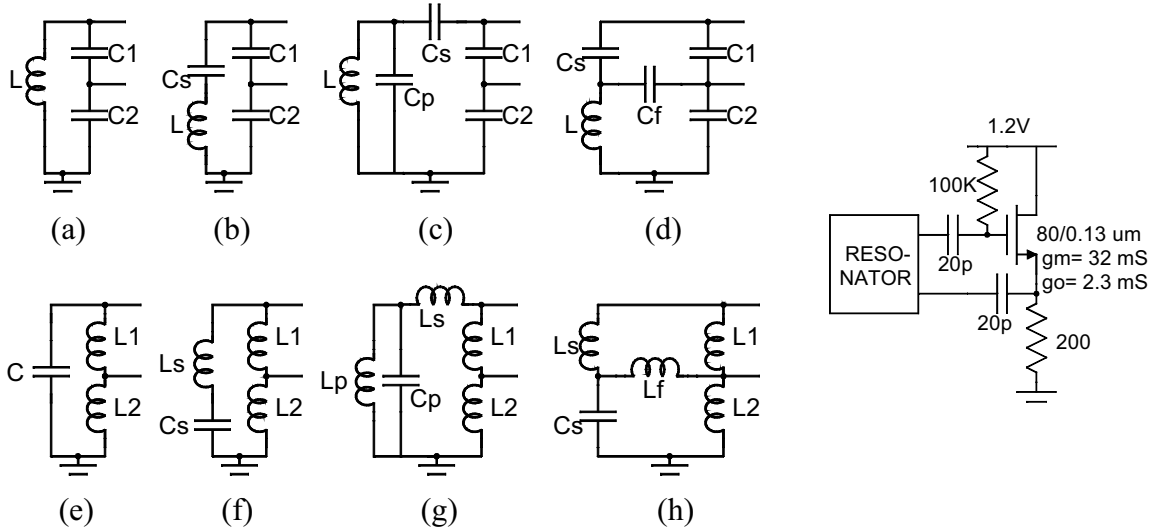 L
C1
C2
(a)
Cs
L
C1
C2
(b)
L
Cp
Cs
C1
C2
(c)
Cs
L
Cf
C1
C2
(d)
C
L1
L2
(e)
Ls
Cs
L1
L2
(f)
Lp
Cp
Ls
L1
L2
(g)
Ls
Cs
Lf
L1
L2
(h)
1.2V
100K
RESO-
NATOR
20p
80/0.13 um
gm= 32 mS
go= 2.3 mS
20p
200